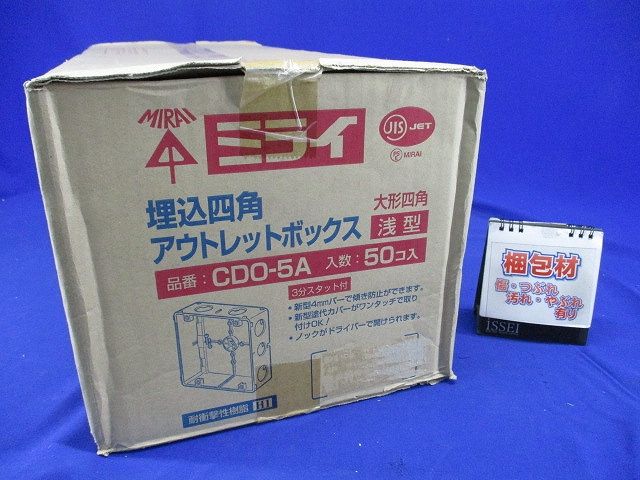 MIRAI
ミライ
JIS JET
MIRAI
埋込四角
アウトレットボックス
大形四角
浅型
品番：CDO-5A 入数：50コ入
3分スタット付
• 新型4mmバーで傾き防止ができます。
• 新型塗代カバーがワンタッチで取り
付けOK！
• ノックがドライバーで開けられます。
耐衝撃性樹脂 HI
梱包材
傷・つぶれ
汚れ・やぶれ
有り
ISSEI